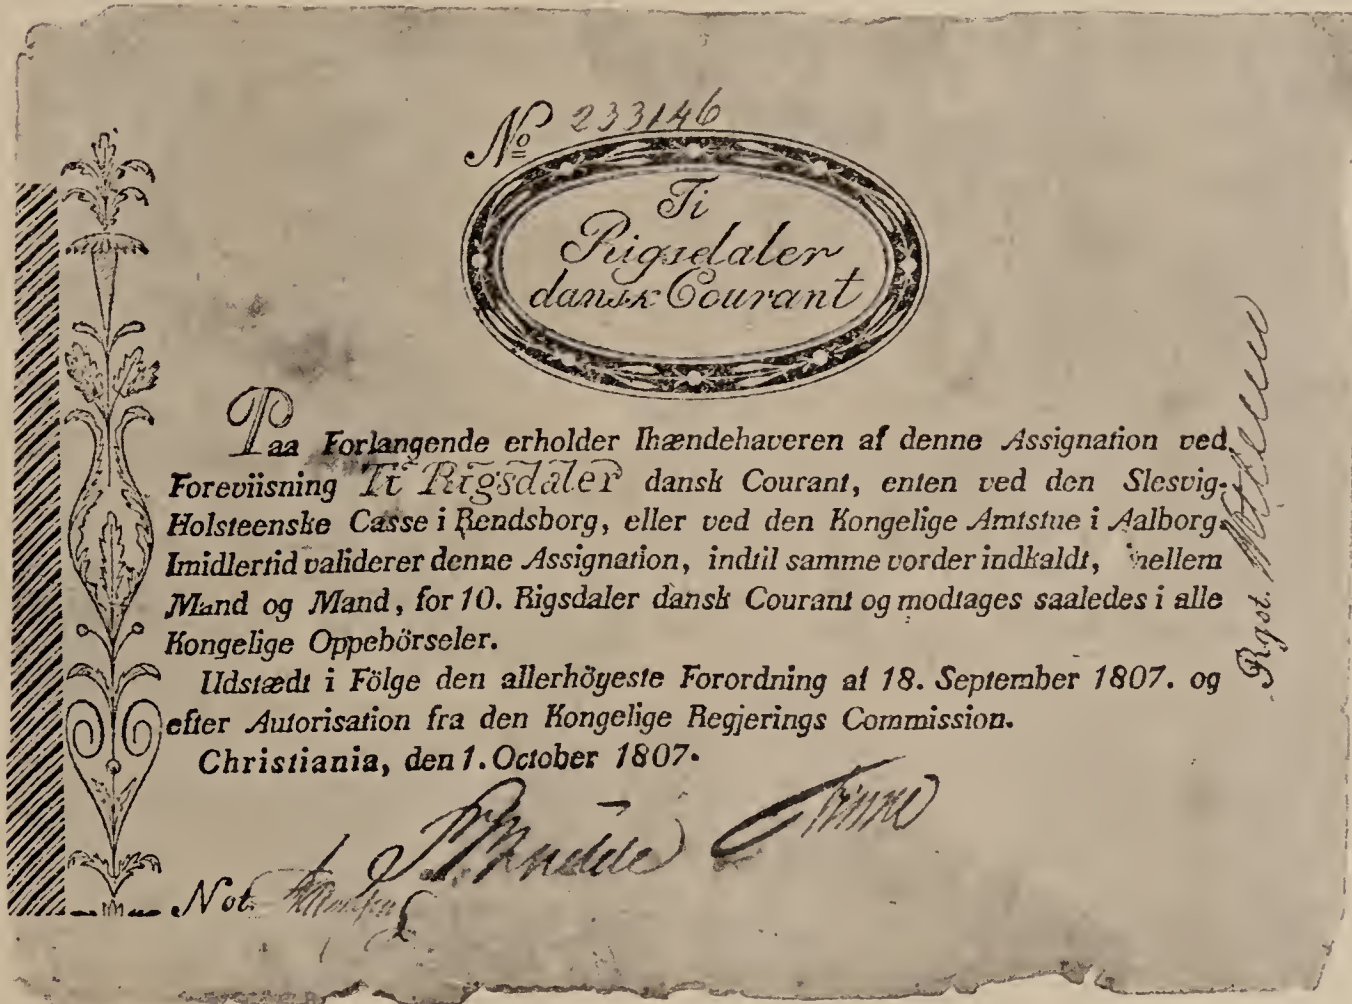 No 233146
Ti
Rigsdaler
dansk Courant
Paa Forlangende erholder Ihændehaveren af denne Assignation ved
Foreviisning Ti Rigsdaler dansk Courant, enten ved den Slesvig-
Holsteenske Casse i Rendsborg, eller ved den Kongelige Amtstue i Aalborg.
Imidlertid validerer denne Assignation, indtil samme vorder indkaldt, mellem
Mand og Mand, for 10. Rigsdaler dansk Courant og modtages saaledes i alle
Kongelige Oppebörseler.
Udstædt i Fölge den allerhöyeste Forordning af 18. September 1807. og
efter Autorisation fra den Kongelige Regjerings Commission.
Christiania, den 1. October 1807.
Not.
Rgst.